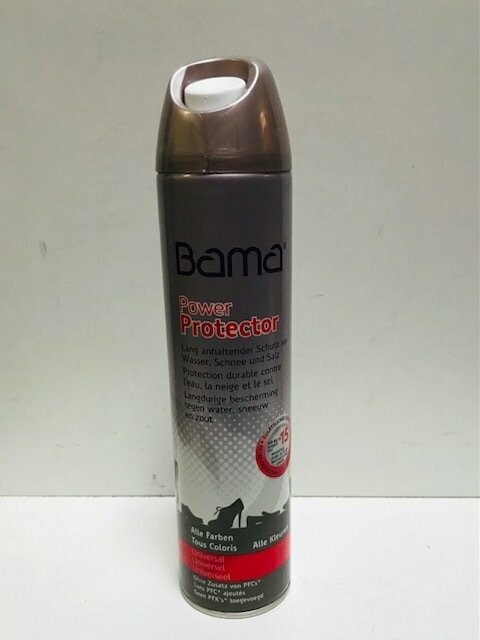 Bama®
Power
Protector
Lang anhaltender Schutz vor
Wasser, Schnee und Salz
Protection durable contre
l'eau, la neige et le sel
Langdurige bescherming
tegen water, sneeuw
en zout
15
Alle Farben
Tous Coloris
Alle Kleuren
Universal
Universel
Universeel
Ohne Zusatz von PFCs*
Sans PFC* ajoutés
Geen PFK's* toegevoegd